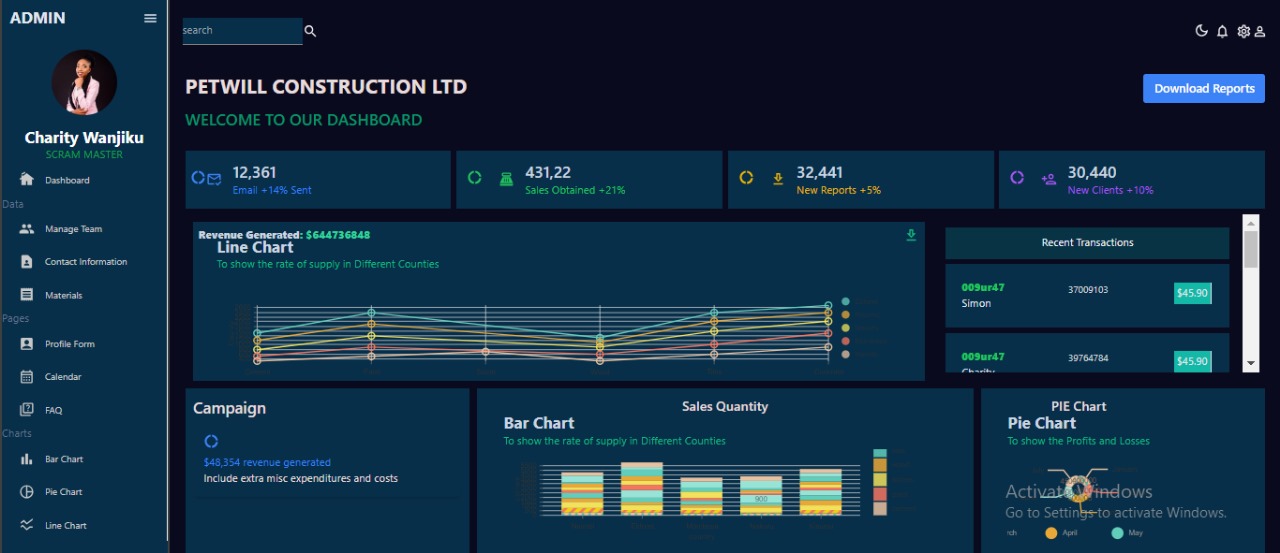 ADMIN
Charity Wanjiku
SCRAM MASTER
Dashboard
Data
Manage Team
Contact Information
Materials
Pages
Profile Form
Calendar
FAQ
Charts
Bar Chart
Pie Chart
Line Chart
search
PETWILL CONSTRUCTION LTD
WELCOME TO OUR DASHBOARD
Download Reports
12,361
Email +14% Sent
431,22
Sales Obtained +21%
32,441
New Reports +5%
30,440
New Clients +10%
Revenue Generated: $644736848
Line Chart
To show the rate of supply in Different Counties
Recent Transactions
009ur47
Simon
37009103
$45.90
009ur47
Charity
39764784
$45.90
Campaign
$48,354 revenue generated
Include extra misc expenditures and costs
Sales Quantity
Bar Chart
To show the rate of supply in Different Counties
900
PIE Chart
Pie Chart
To show the Profits and Losses
Activate Windows
Go to Settings to activate Windows.
rch
April
May